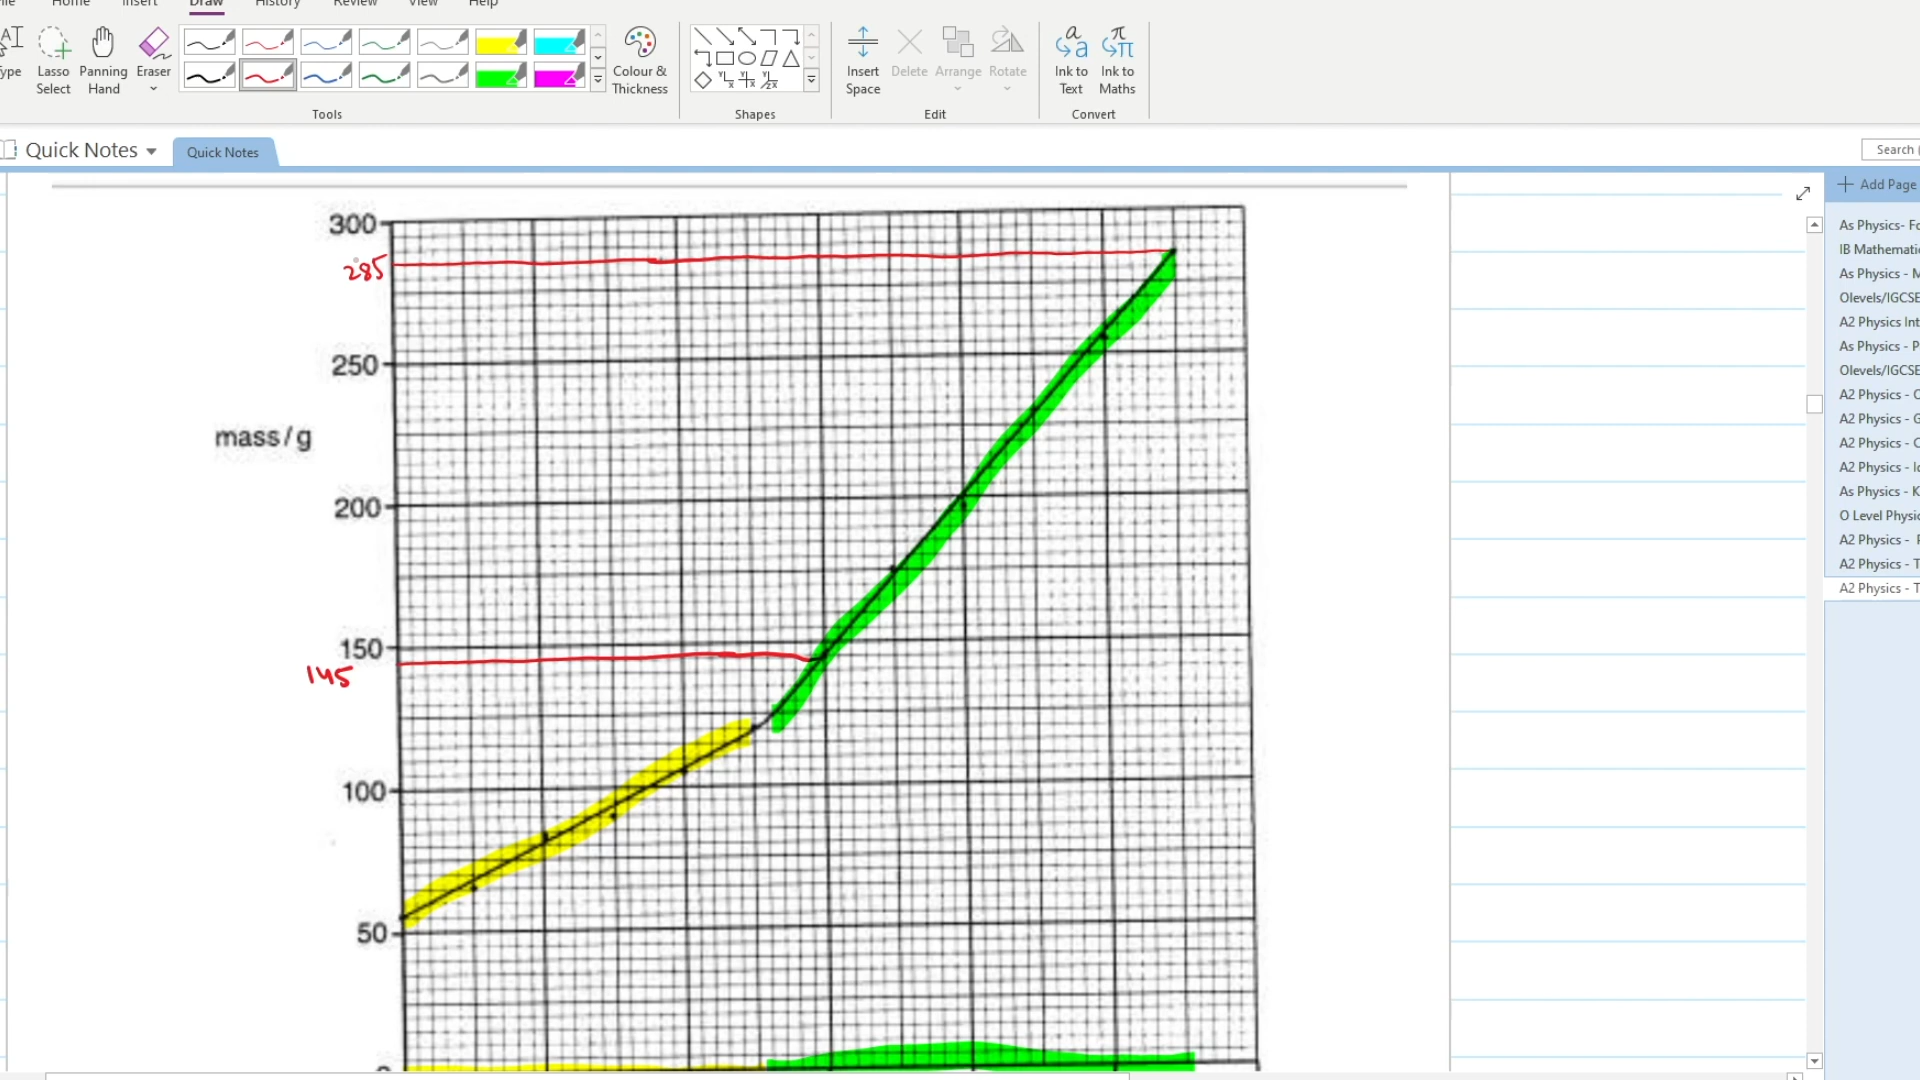 Home Insert Draw History Review View Help
Type
Lasso Select
Panning Hand
Eraser
Colour & Thickness
Insert Space
Delete
Arrange
Rotate
Ink to Text
Ink to Maths
Tools
Shapes
Edit
Convert
Quick Notes
Quick Notes
Search
Add Page
As Physics- Fo
IB Mathemati
As Physics - M
Olevels/IGCSE
A2 Physics Int
As Physics - P
Olevels/IGCSE
A2 Physics - C
A2 Physics - G
A2 Physics - C
A2 Physics - Id
As Physics - K
O Level Physic
A2 Physics - P
A2 Physics - T
A2 Physics - T
300
285
250
mass/g
200
150
145
100
50
0